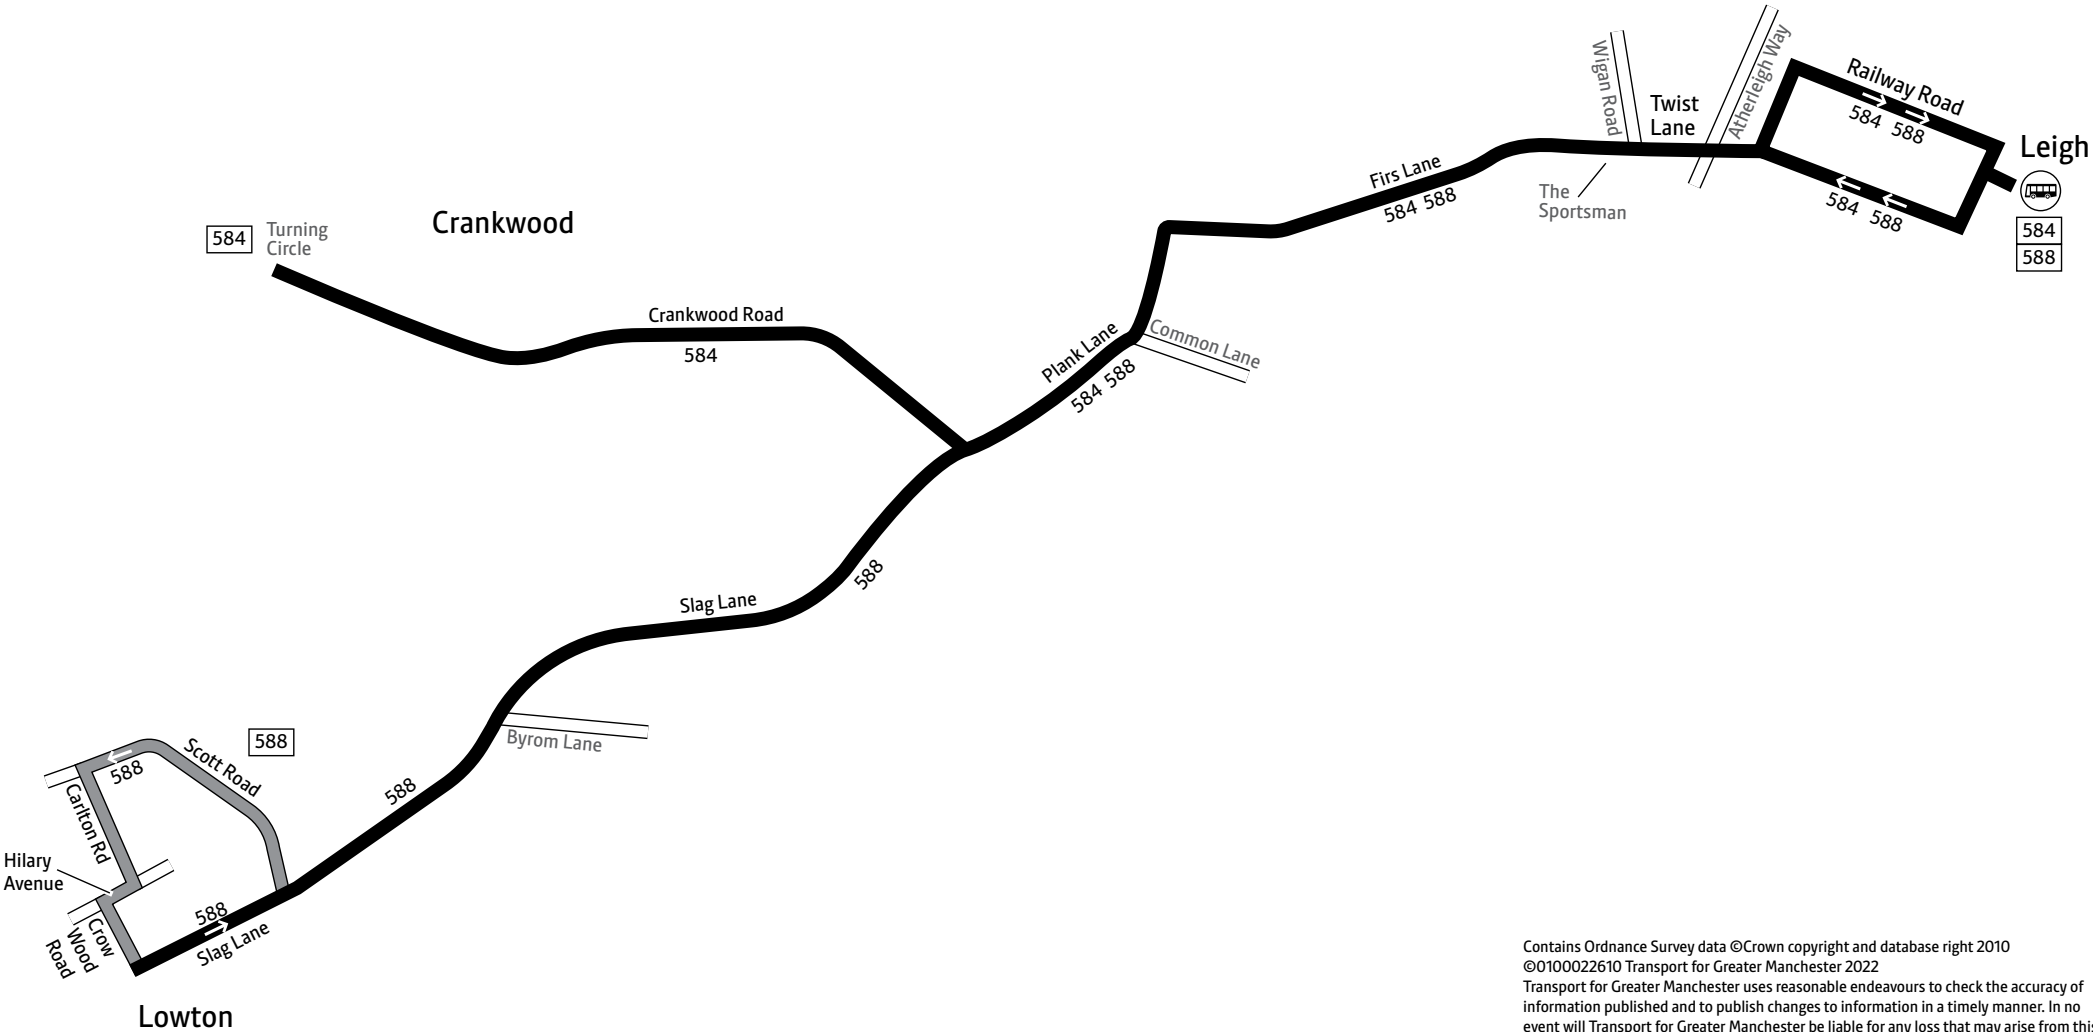 Wigan Road
Twist
Lane
Atherleigh Way
Railway Road
584 588
Leigh
584
588
584 588
The
Sportsman
Firs Lane
584 588
Crankwood
584
Turning
Circle
Crankwood Road
584
Plank Lane
584 588
Common Lane
588
Slag Lane
Byrom Lane
588
588
Scott Road
588
Carlton Rd
Hilary
Avenue
Crow
Wood
Road
588
Slag Lane
Lowton
Contains Ordnance Survey data ©Crown copyright and database right 2010
©0100022610 Transport for Greater Manchester 2022
Transport for Greater Manchester uses reasonable endeavours to check the accuracy of
information published and to publish changes to information in a timely manner. In no
event will Transport for Greater Manchester be liable for any loss that may arise from this